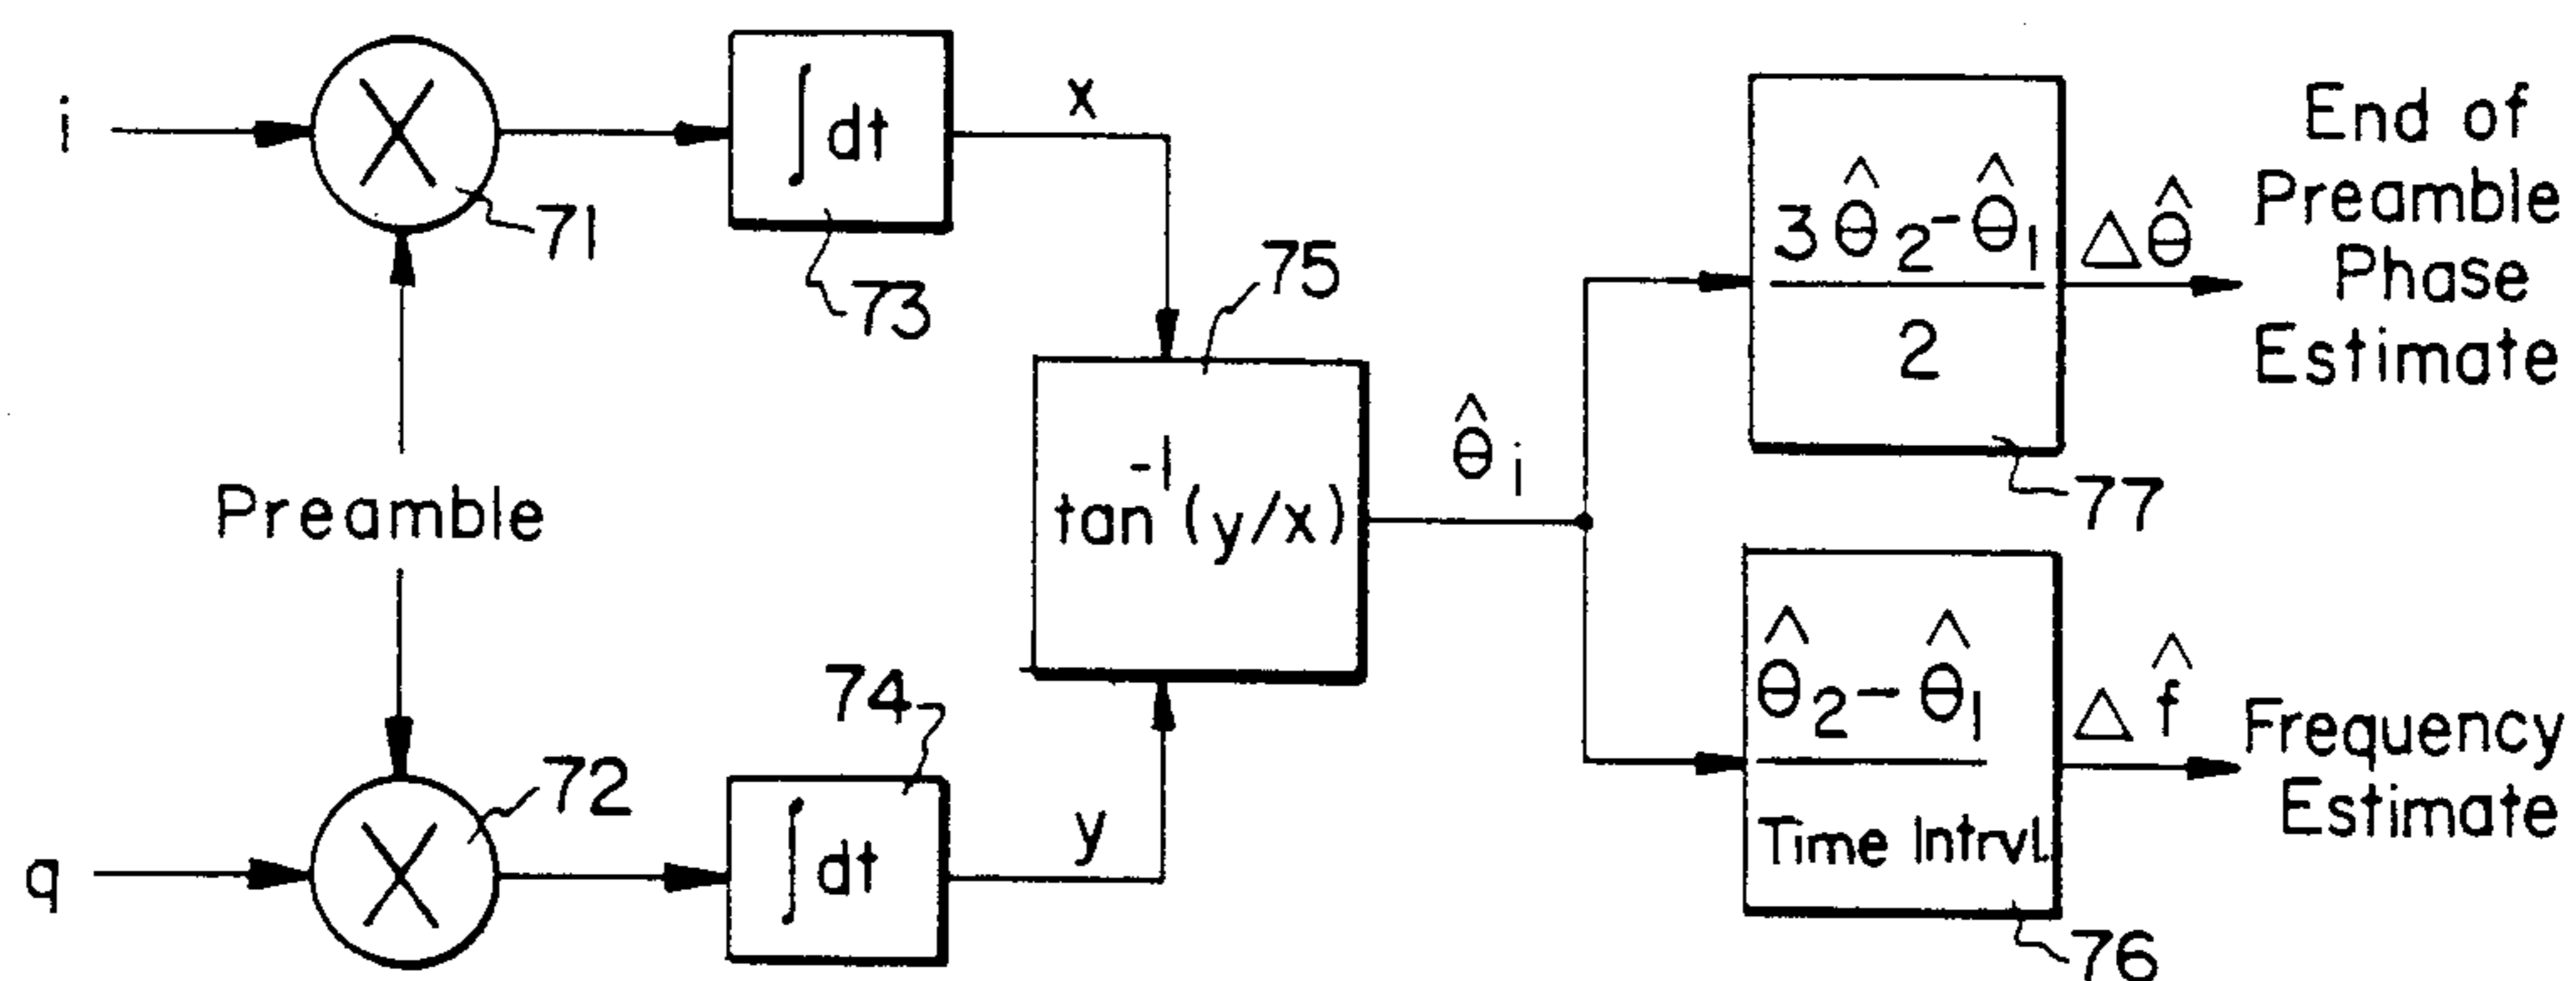 i
71
∫dt
73
x
Preamble
q
72
∫dt
74
y
75
tan⁻¹(y/x)
θ̂ i
3θ̂2-θ̂1
2
77
Δθ̂
End of
Preamble
Phase
Estimate
θ̂2-θ̂1
Time Intrvl.
76
Δf̂
Frequency
Estimate